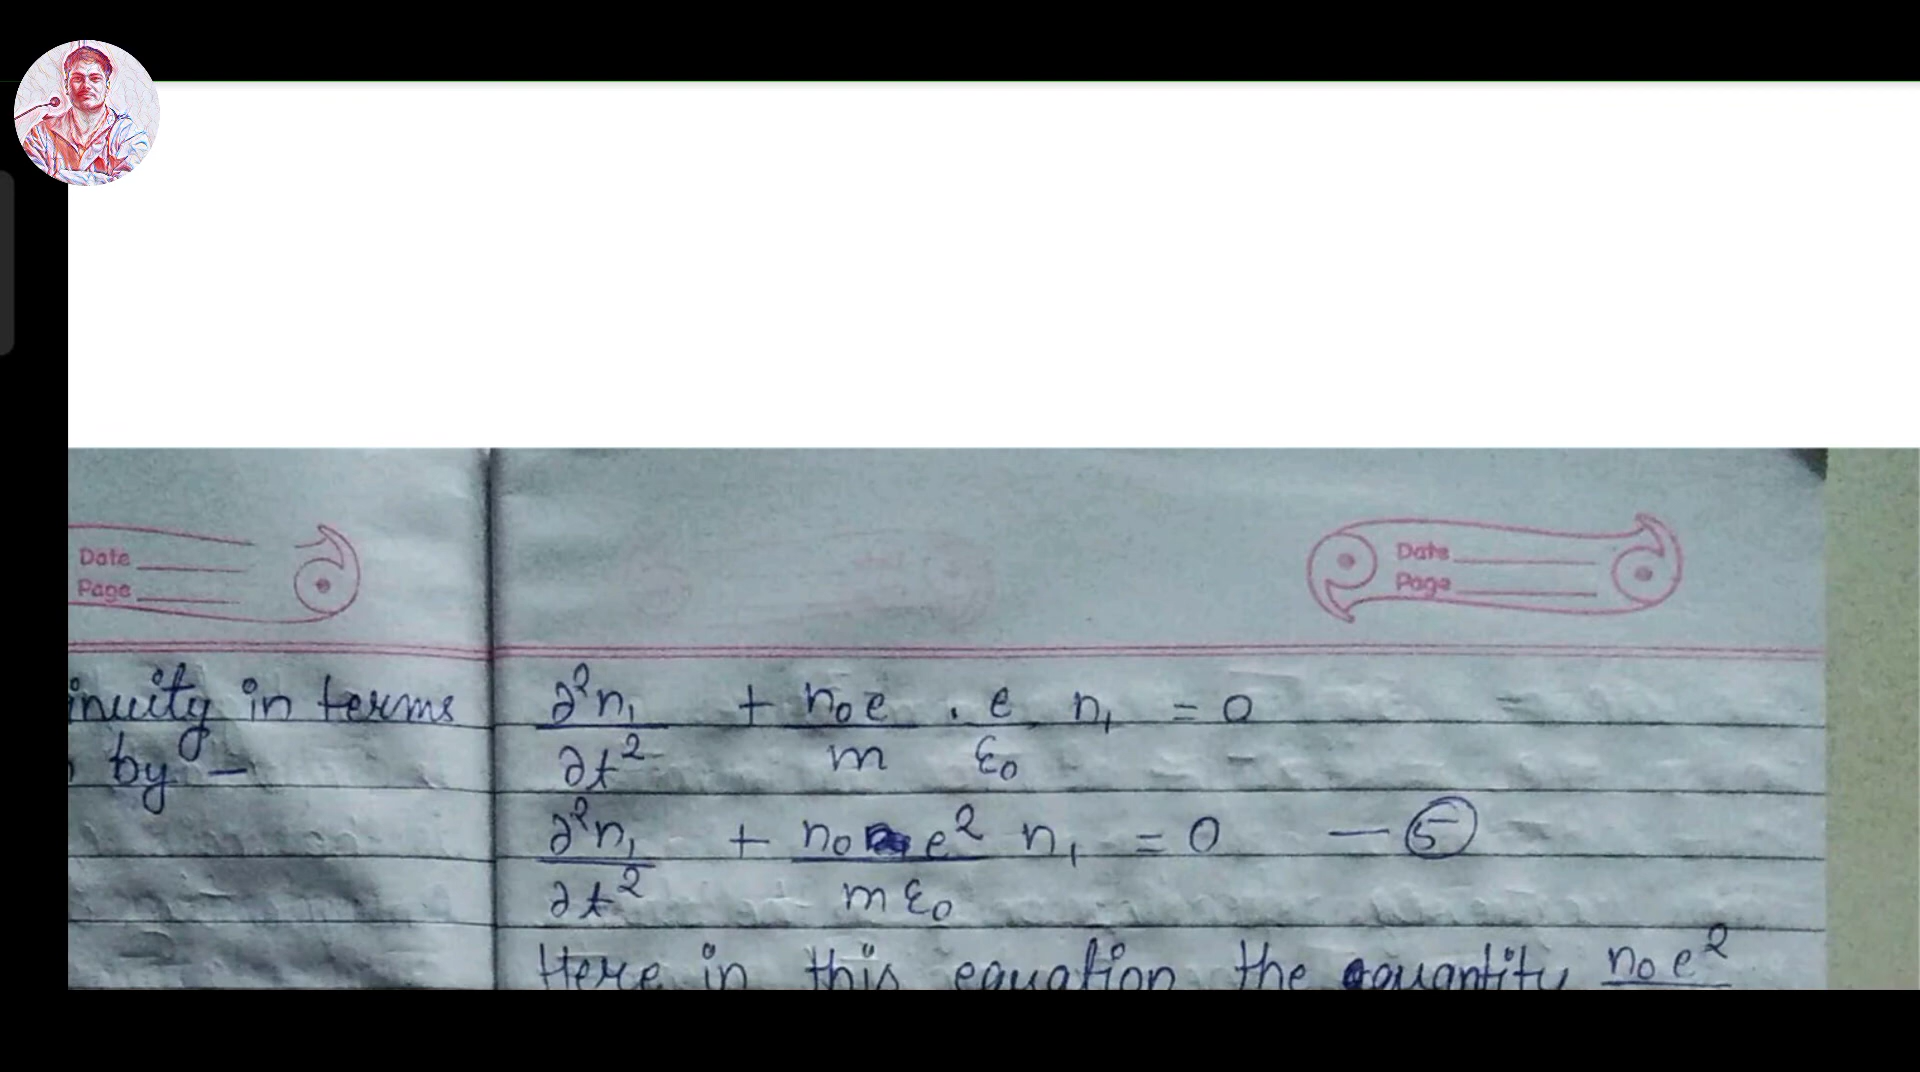 Date
Page
inuity in terms
by —
Date
Page
∂²n₁/∂t² + n₀e/m . e/ε₀ n₁ = 0
∂²n₁/∂t² + n₀e²/mε₀ n₁ = 0 — ⑤
Here in this equation the quantity n₀e²